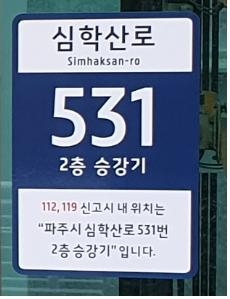 심학산로
Simhaksan-ro
531
2층 승강기
112, 119 신고시 내 위치는
“파주시 심학산로 531번
2층 승강기” 입니다.